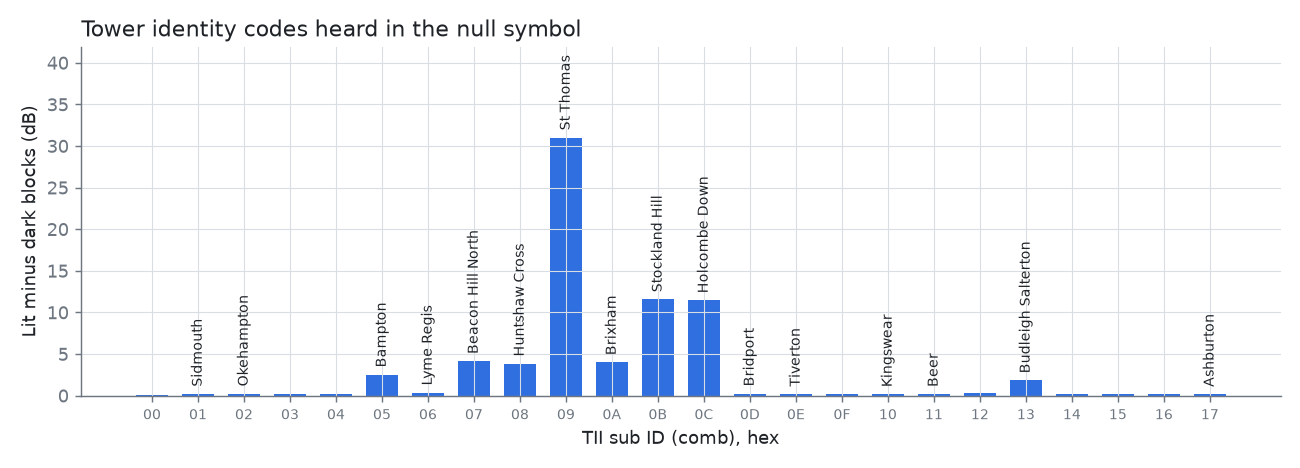 Tower identity codes heard in the null symbol
Lit minus dark blocks (dB)
40
35
30
25
20
15
10
5
0
Sidmouth
Okehampton
Bampton
Lyme Regis
Beacon Hill North
Huntshaw Cross
St Thomas
Brixham
Stockland Hill
Holcombe Down
Bridport
Tiverton
Kingswear
Beer
Budleigh Salterton
Ashburton
00 01 02 03 04 05 06 07 08 09 0A 0B 0C 0D 0E 0F 10 11 12 13 14 15 16 17
TII sub ID (comb), hex